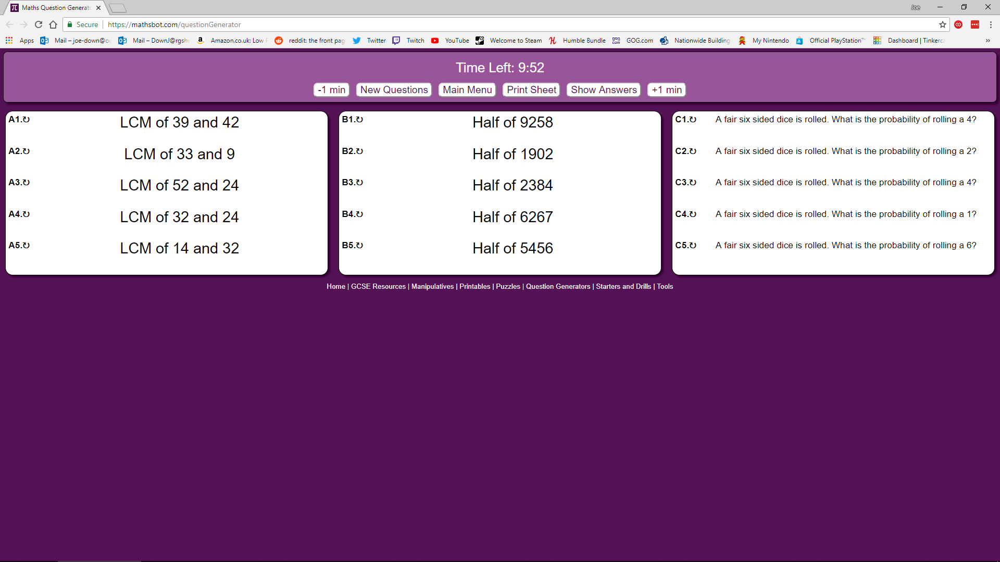 Maths Question Generato
Joe
Secure | https://mathsbot.com/questionGenerator
Apps Mail – joe-down@ou Mail – DownJ@rgshw Amazon.co.uk: Low P reddit: the front pag Twitter Twitch YouTube Welcome to Steam Humble Bundle GOG.com Nationwide Building My Nintendo Official PlayStation™ Dashboard | Tinkerca »
Time Left: 9:52
-1 min New Questions Main Menu Print Sheet Show Answers +1 min
A1.↻ LCM of 39 and 42
A2.↻ LCM of 33 and 9
A3.↻ LCM of 52 and 24
A4.↻ LCM of 32 and 24
A5.↻ LCM of 14 and 32
B1.↻ Half of 9258
B2.↻ Half of 1902
B3.↻ Half of 2384
B4.↻ Half of 6267
B5.↻ Half of 5456
C1.↻ A fair six sided dice is rolled. What is the probability of rolling a 4?
C2.↻ A fair six sided dice is rolled. What is the probability of rolling a 2?
C3.↻ A fair six sided dice is rolled. What is the probability of rolling a 4?
C4.↻ A fair six sided dice is rolled. What is the probability of rolling a 1?
C5.↻ A fair six sided dice is rolled. What is the probability of rolling a 6?
Home | GCSE Resources | Manipulatives | Printables | Puzzles | Question Generators | Starters and Drills | Tools